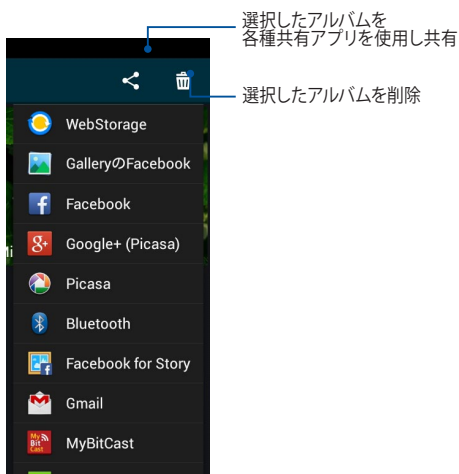 選択したアルバムを
各種共有アプリを使用し共有
選択したアルバムを削除
WebStorage
GalleryのFacebook
Facebook
Google+ (Picasa)
Picasa
Bluetooth
Facebook for Story
Gmail
My
Bit
Cast
MyBitCast